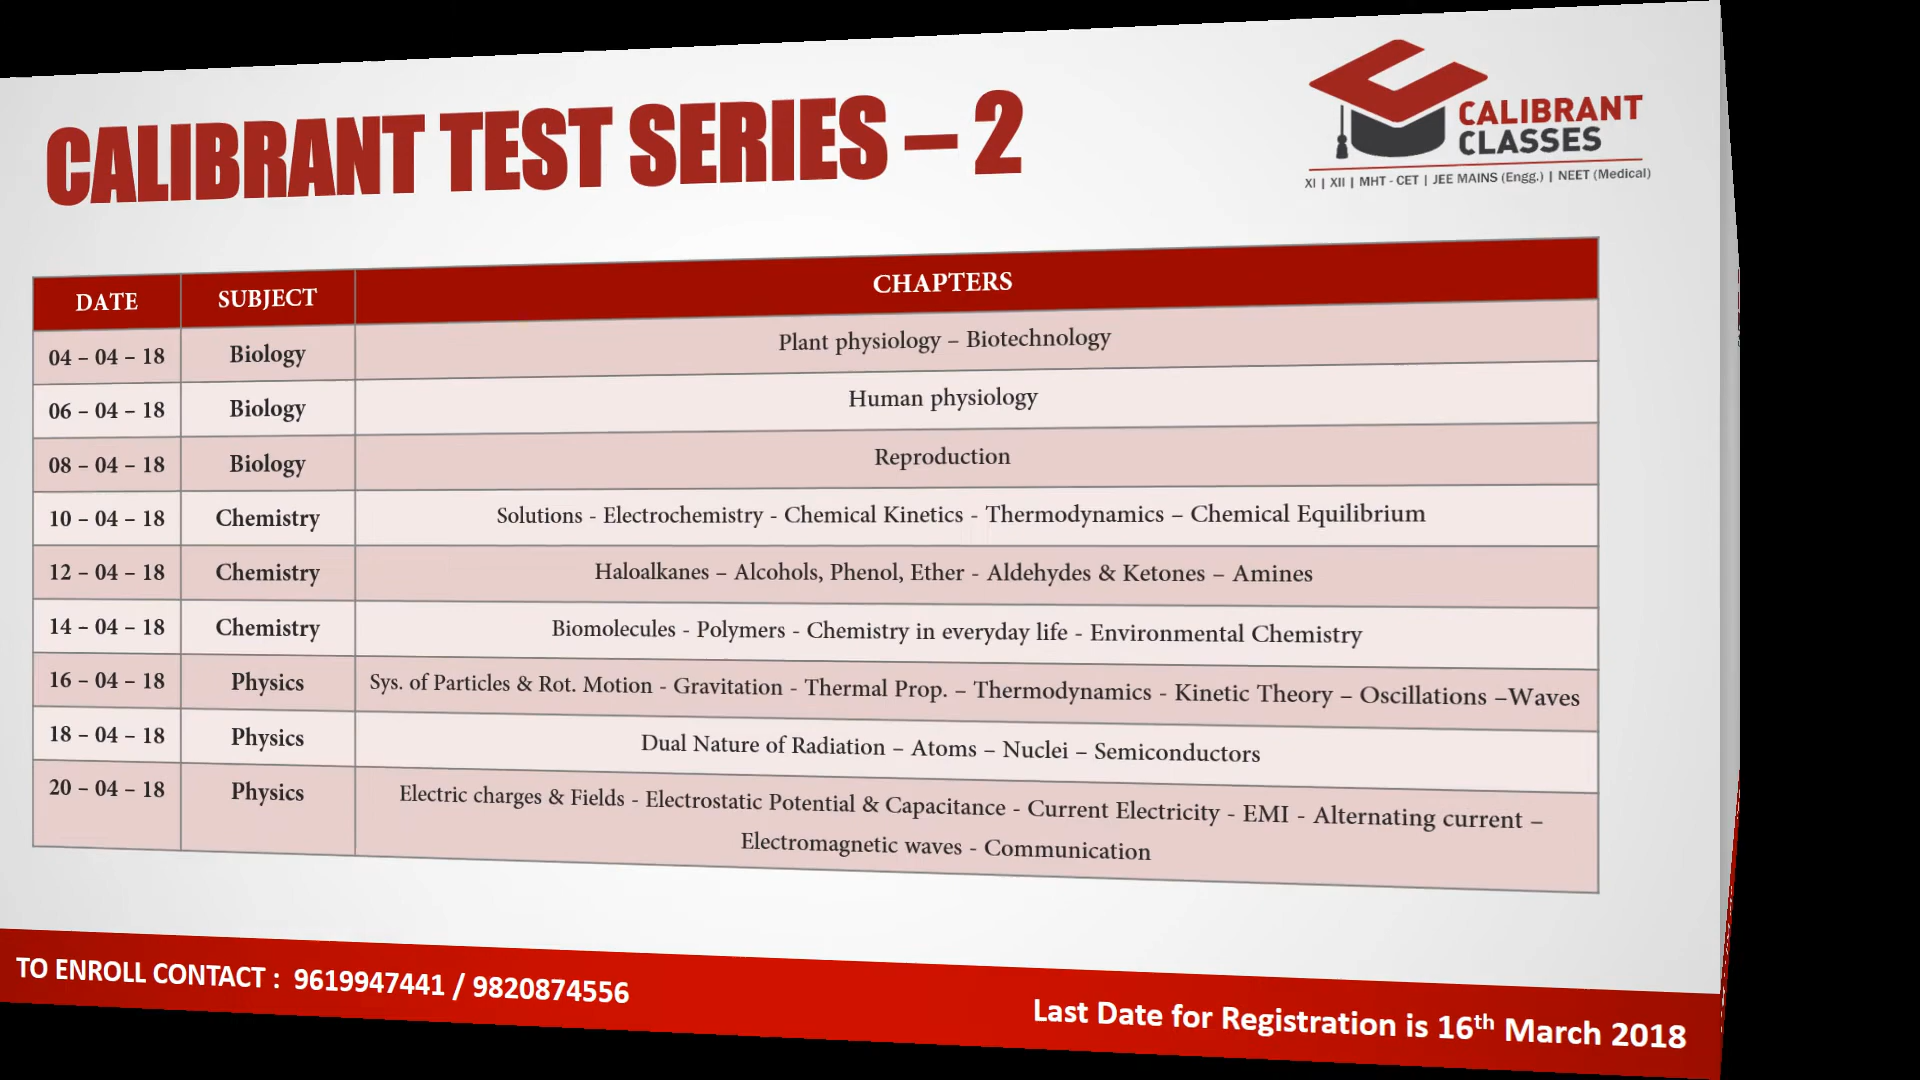 CALIBRANT TEST SERIES – 2
CALIBRANT
CLASSES
XI | XII | MHT - CET | JEE MAINS (Engg.) | NEET (Medical)
DATE SUBJECT CHAPTERS
04 – 04 – 18 Biology Plant physiology – Biotechnology
06 – 04 – 18 Biology Human physiology
08 – 04 – 18 Biology Reproduction
10 – 04 – 18 Chemistry Solutions - Electrochemistry - Chemical Kinetics - Thermodynamics – Chemical Equilibrium
12 – 04 – 18 Chemistry Haloalkanes – Alcohols, Phenol, Ether - Aldehydes & Ketones – Amines
14 – 04 – 18 Chemistry Biomolecules - Polymers - Chemistry in everyday life - Environmental Chemistry
16 – 04 – 18 Physics Sys. of Particles & Rot. Motion - Gravitation - Thermal Prop. – Thermodynamics - Kinetic Theory – Oscillations –Waves
18 – 04 – 18 Physics Dual Nature of Radiation – Atoms – Nuclei – Semiconductors
20 – 04 – 18 Physics Electric charges & Fields - Electrostatic Potential & Capacitance - Current Electricity - EMI - Alternating current –
Electromagnetic waves - Communication
TO ENROLL CONTACT : 9619947441 / 9820874556
Last Date for Registration is 16th March 2018